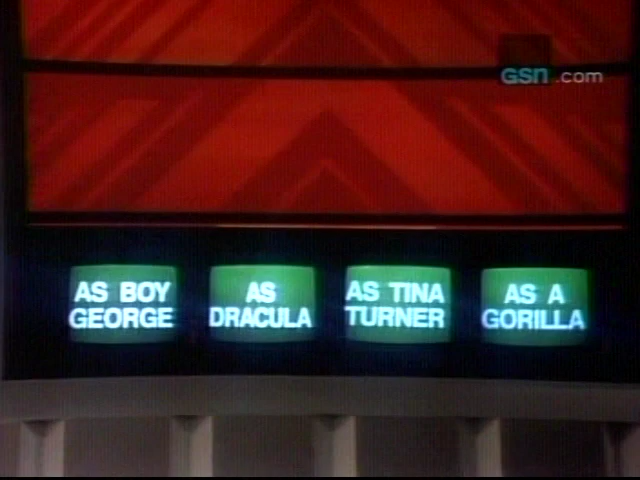 GSN.com
AS BOY
GEORGE
AS
DRACULA
AS TINA
TURNER
AS A
GORILLA